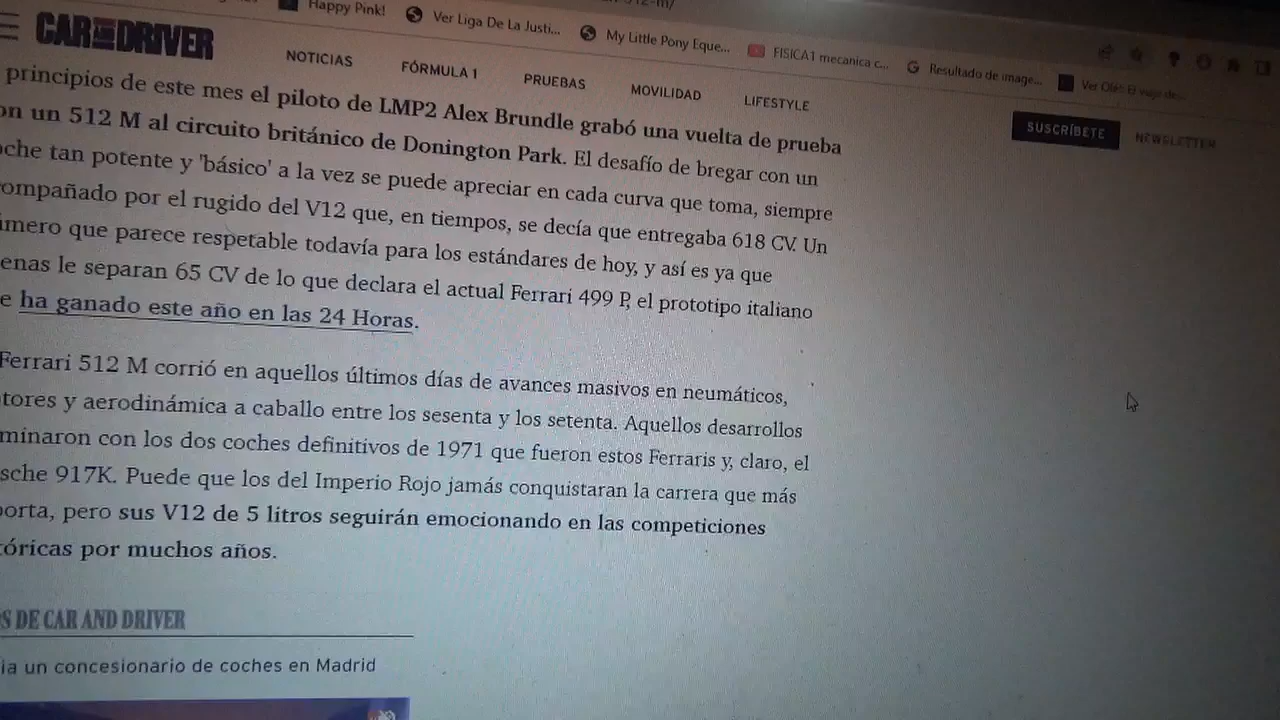 Happy Pink!
Ver Liga De La Justi...
My Little Pony Eque...
FISICA1 mecanica c...
Resultado de image...
CAR AND DRIVER
NOTICIAS
FÓRMULA 1
PRUEBAS
MOVILIDAD
LIFESTYLE
SUSCRÍBETE
NEWSLETTER
principios de este mes el piloto de LMP2 Alex Brundle grabó una vuelta de prueba
on un 512 M al circuito británico de Donington Park. El desafío de bregar con un
oche tan potente y 'básico' a la vez se puede apreciar en cada curva que toma, siempre
ompañado por el rugido del V12 que, en tiempos, se decía que entregaba 618 CV. Un
mero que parece respetable todavía para los estándares de hoy, y así es ya que
enas le separan 65 CV de lo que declara el actual Ferrari 499 P, el prototipo italiano
e ha ganado este año en las 24 Horas.
Ferrari 512 M corrió en aquellos últimos días de avances masivos en neumáticos,
tores y aerodinámica a caballo entre los sesenta y los setenta. Aquellos desarrollos
minaron con los dos coches definitivos de 1971 que fueron estos Ferraris y, claro, el
sche 917K. Puede que los del Imperio Rojo jamás conquistaran la carrera que más
porta, pero sus V12 de 5 litros seguirán emocionando en las competiciones
tóricas por muchos años.
S DE CAR AND DRIVER
ia un concesionario de coches en Madrid